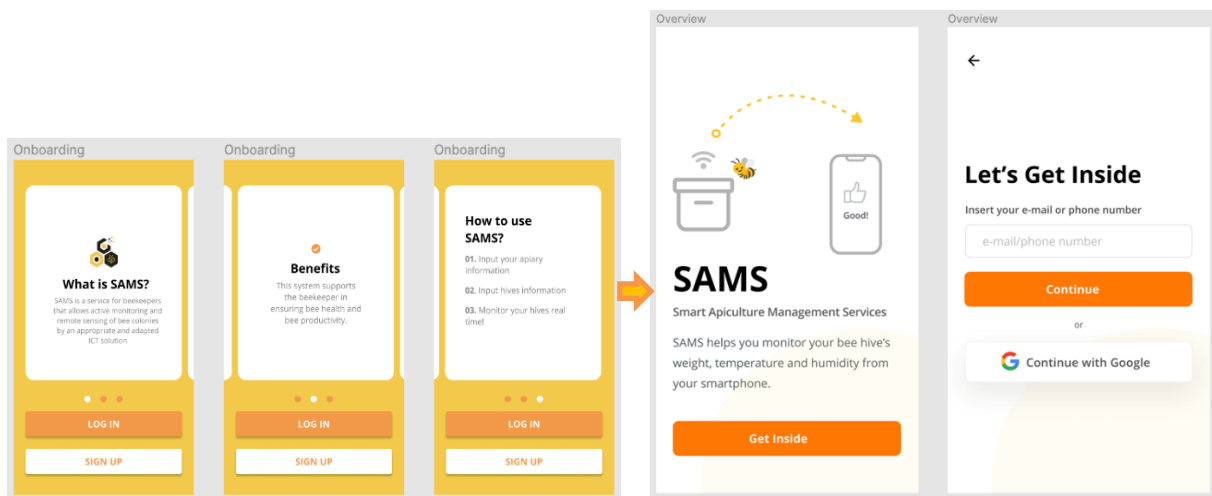 Onboarding
What is SAMS?
SAMS is a service for beekeepers
that allows active monitoring and
remote sensing of bee colonies
by an appropriate and adapted
ICT solution
LOG IN
SIGN UP
Onboarding
Benefits
This system supports
the beekeeper in
ensuring bee health and
bee productivity.
LOG IN
SIGN UP
Onboarding
How to use
SAMS?
01. Input your apiary
information
02. Input hives information
03. Monitor your hives real
time!
LOG IN
SIGN UP
Overview
Good!
SAMS
Smart Apiculture Management Services
SAMS helps you monitor your bee hive's
weight, temperature and humidity from
your smartphone.
Get Inside
Overview
Let's Get Inside
Insert your e-mail or phone number
e-mail/phone number
Continue
or
Continue with Google